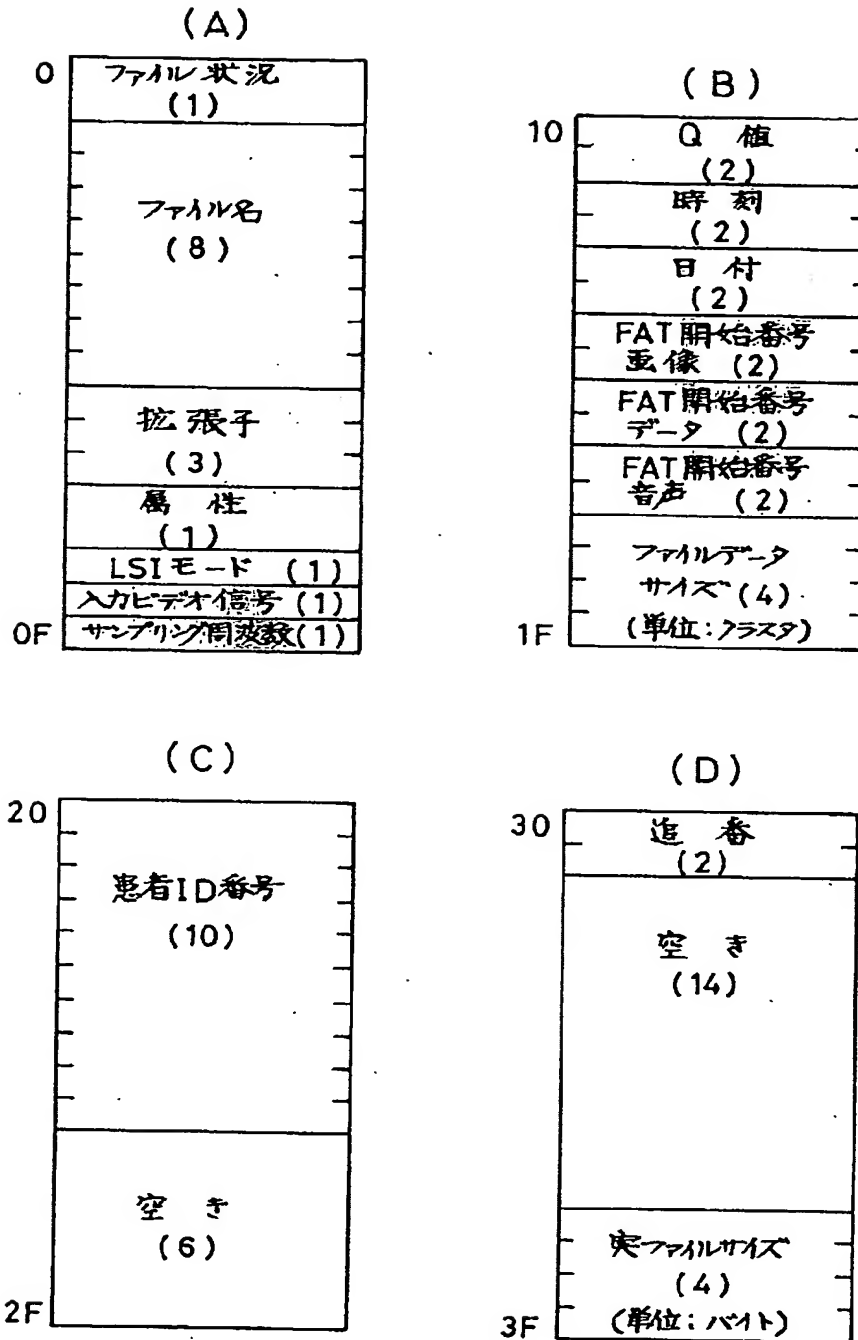 (A)
0
ファイル状況
(1)
ファイル名
(8)
拡張子
(3)
属性
(1)
LSIモード (1)
入力ビデオ信号 (1)
サンプリング周波数(1)
0F
(B)
10
Q 値
(2)
時刻
(2)
日付
(2)
FAT開始番号
画像 (2)
FAT開始番号
データ (2)
FAT開始番号
音声 (2)
ファイルデータ
サイズ(4)
(単位:クラスタ)
1F
(C)
20
患者ID番号
(10)
空き
(6)
2F
(D)
30
追番
(2)
空き
(14)
実ファイルサイズ
(4)
(単位:バイト)
3F